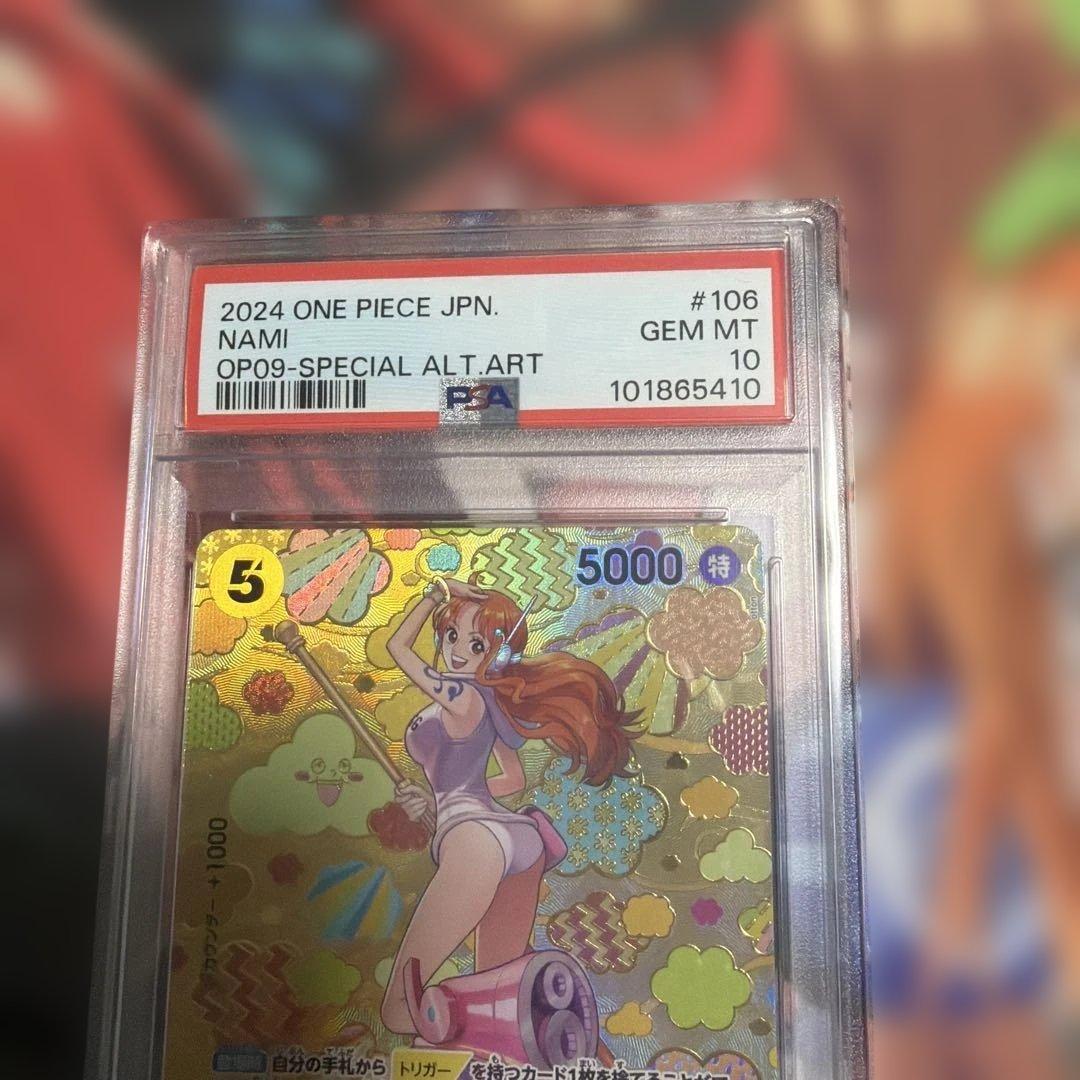 2024 ONE PIECE JPN. #106
NAMI GEM MT
OP09-SPECIAL ALT.ART 10
PSA 101865410
5 5000 特
カウンター +1000
自分の手札から トリガー を持つカード1枚を捨てることが